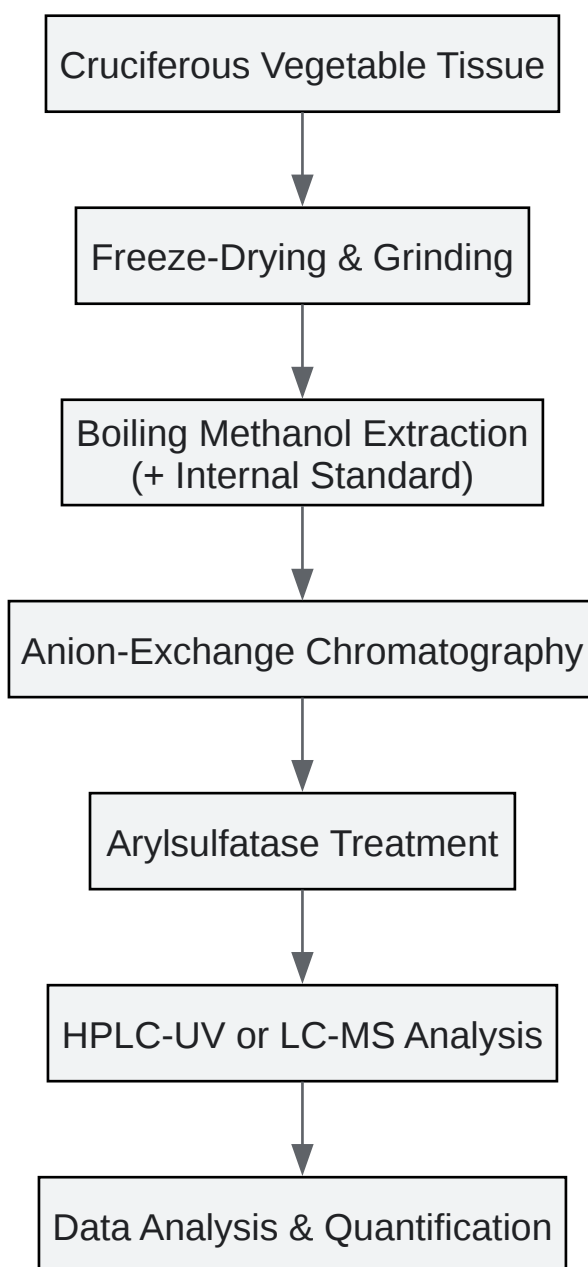 Cruciferous Vegetable Tissue
Freeze-Drying & Grinding
Boiling Methanol Extraction
(+ Internal Standard)
Anion-Exchange Chromatography
Arylsulfatase Treatment
HPLC-UV or LC-MS Analysis
Data Analysis & Quantification